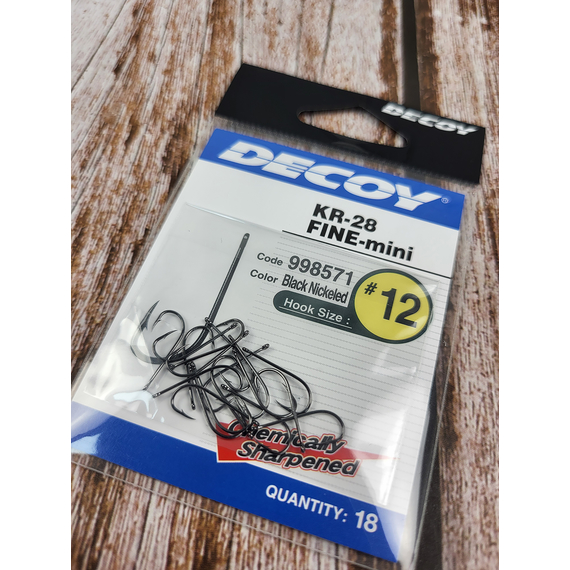 DECOY
DECOY®
KR-28
FINE-mini
Code 998571
Color Black Nickeled
Hook Size : #12
Chemically
Sharpened
QUANTITY: 18